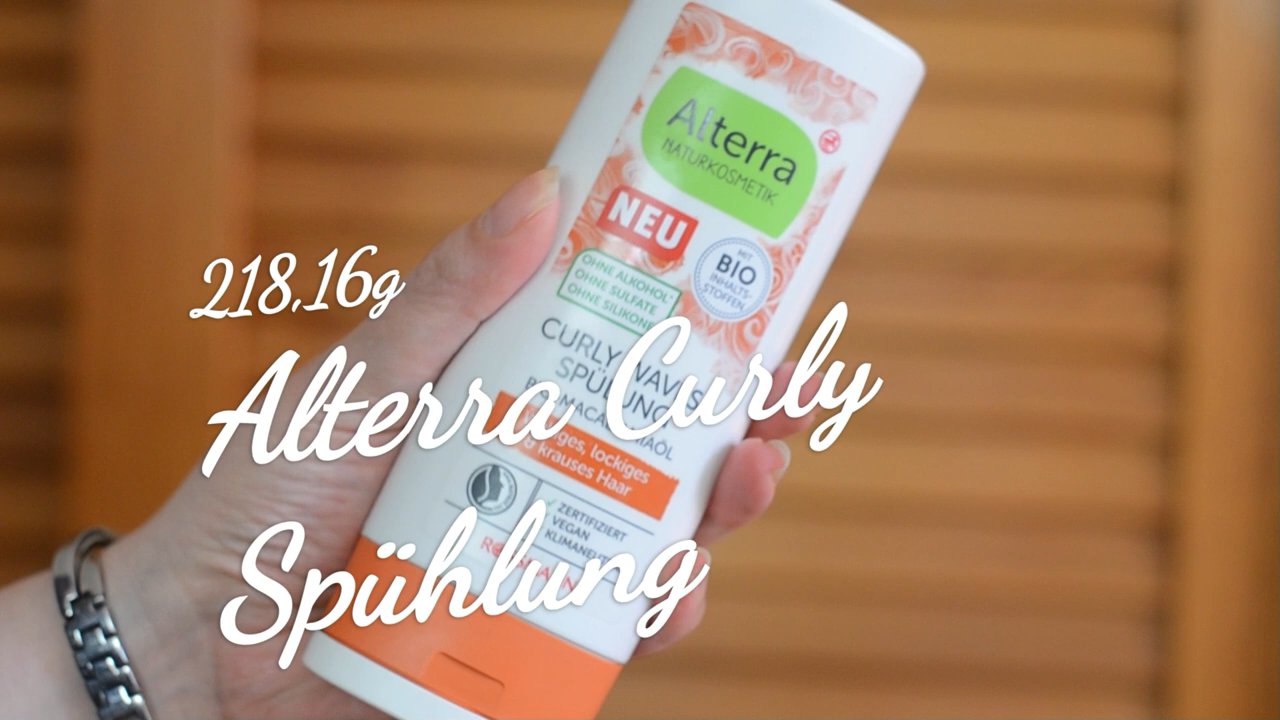 Alterra
NATURKOSMETIK
NEU
MIT
BIO
INHALTS-
STOFFEN
OHNE ALKOHOL*
OHNE SULFATE
OHNE SILIKONE
218,16g
CURLY WAVES
SPÜLUNG
Alterra Curly
lockiges
krauses Haar
ZERTIFIZIERT
VEGAN
Spühlung